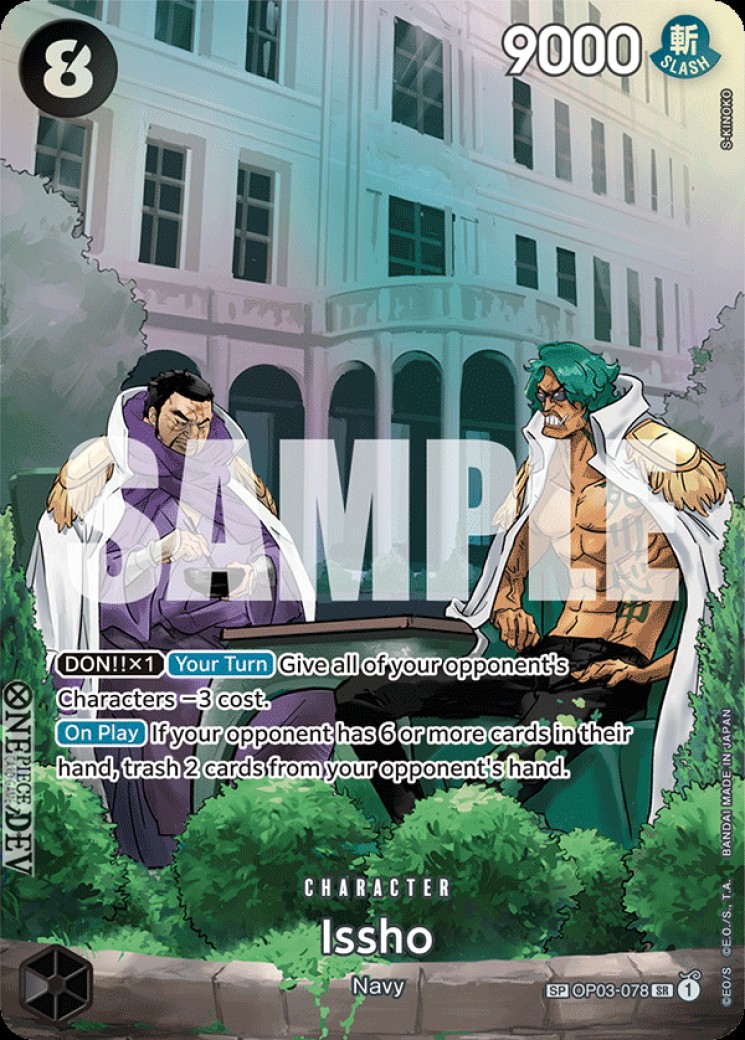 8
9000
斬
SLASH
S-KINOKO
SAMPLE
DON!!×1 Your Turn Give all of your opponent's
Characters −3 cost.
On Play If your opponent has 6 or more cards in their
hand, trash 2 cards from your opponent's hand.
ONE PIECE DEV
BANDAI MADE IN JAPAN
©E.O./S., T.A.
©EO/S
CHARACTER
Issho
Navy
SP OP03-078 SR 1